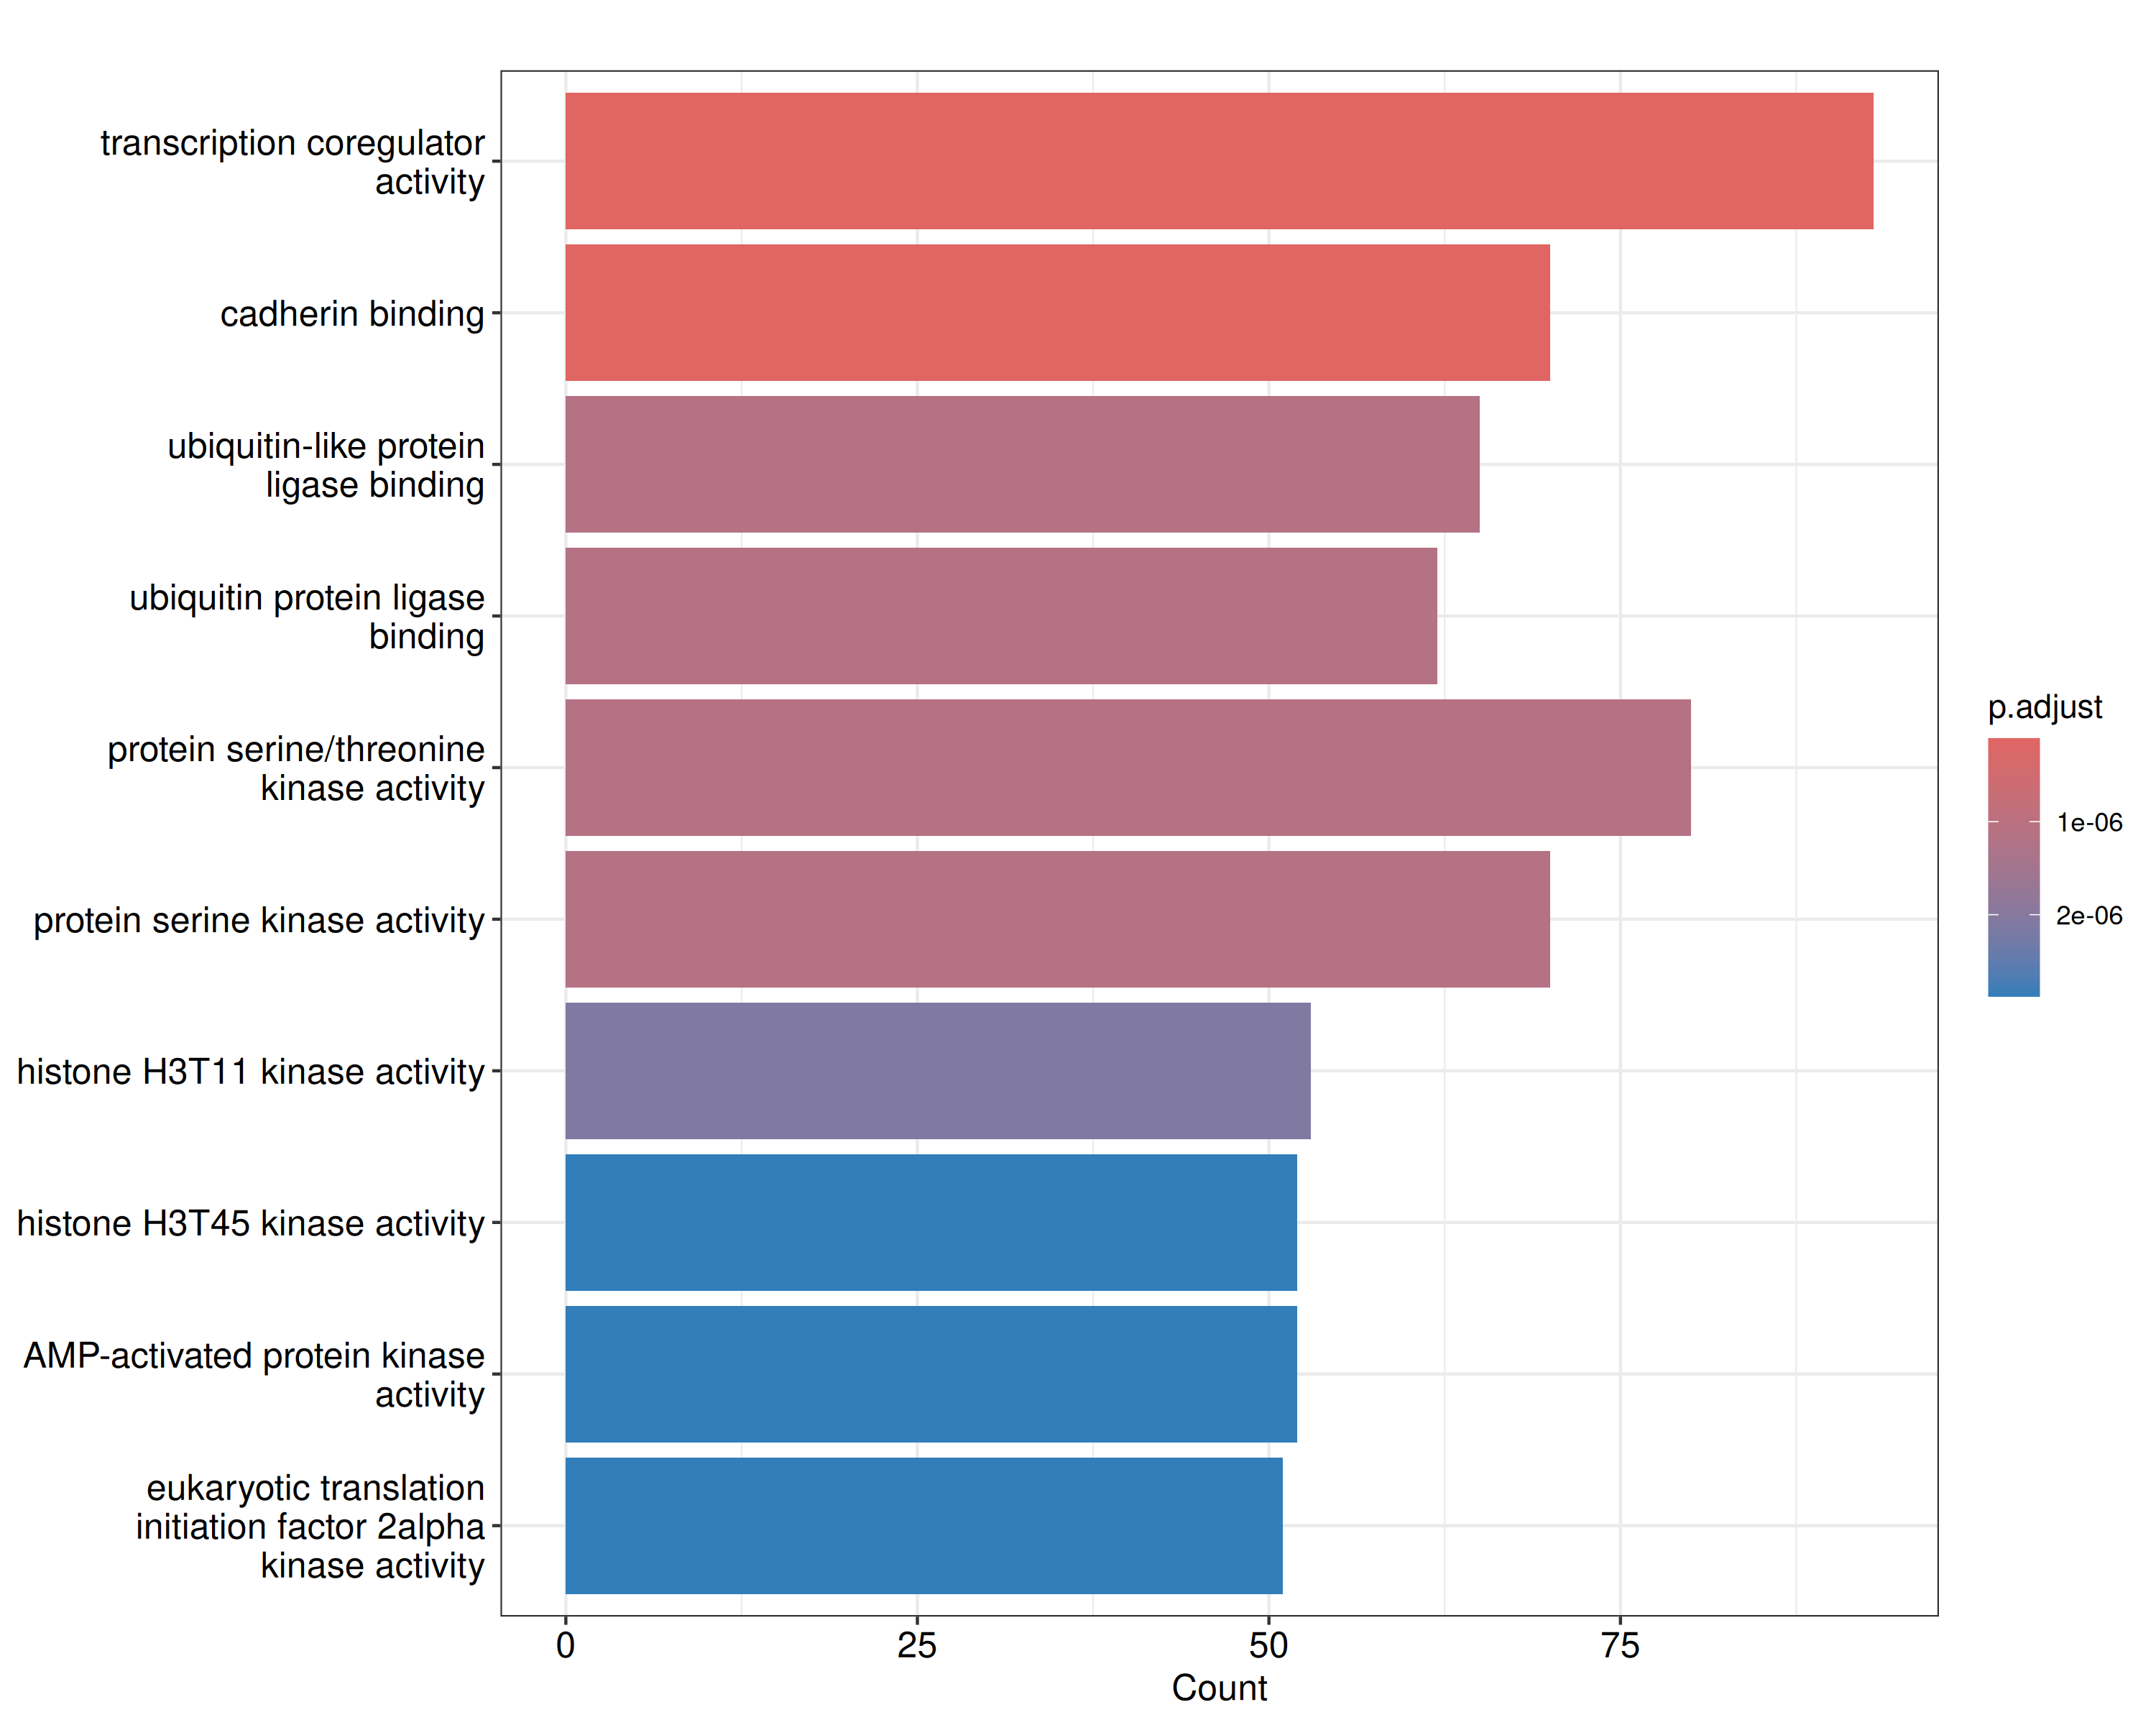 transcription coregulator
activity
cadherin binding
ubiquitin-like protein
ligase binding
ubiquitin protein ligase
binding
protein serine/threonine
kinase activity
protein serine kinase activity
histone H3T11 kinase activity
histone H3T45 kinase activity
AMP-activated protein kinase
activity
eukaryotic translation
initiation factor 2alpha
kinase activity
0
25
50
75
Count
p.adjust
1e-06
2e-06